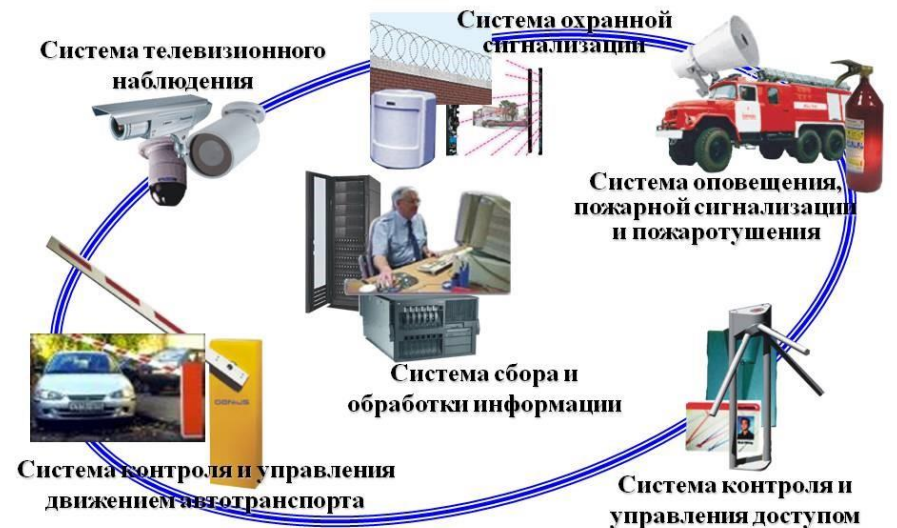 Система телевизионного
наблюдения
Система охранной
сигнализации
Система оповещения,
пожарной сигнализации
и пожаротушения
Система сбора и
обработки информации
GENIUS
Система контроля и управления
движением автотранспорта
Система контроля и
управления доступом